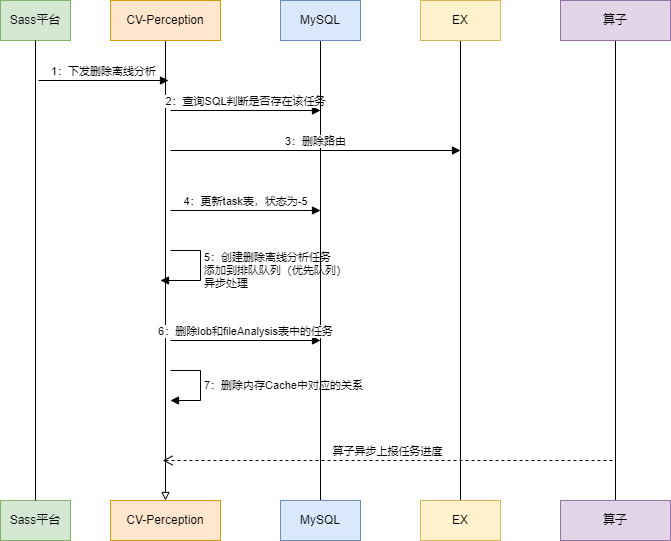 Sass平台
CV-Perception
MySQL
EX
算子
1：下发删除离线分析
2：查询SQL判断是否存在该任务
3：删除路由
4：更新task表，状态为-5
5：创建删除离线分析任务
添加到排队队列（优先队列）
异步处理
6：删除lob和fileAnalysis表中的任务
7：删除内存Cache中对应的关系
算子异步上报任务进度
Sass平台
CV-Perception
MySQL
EX
算子